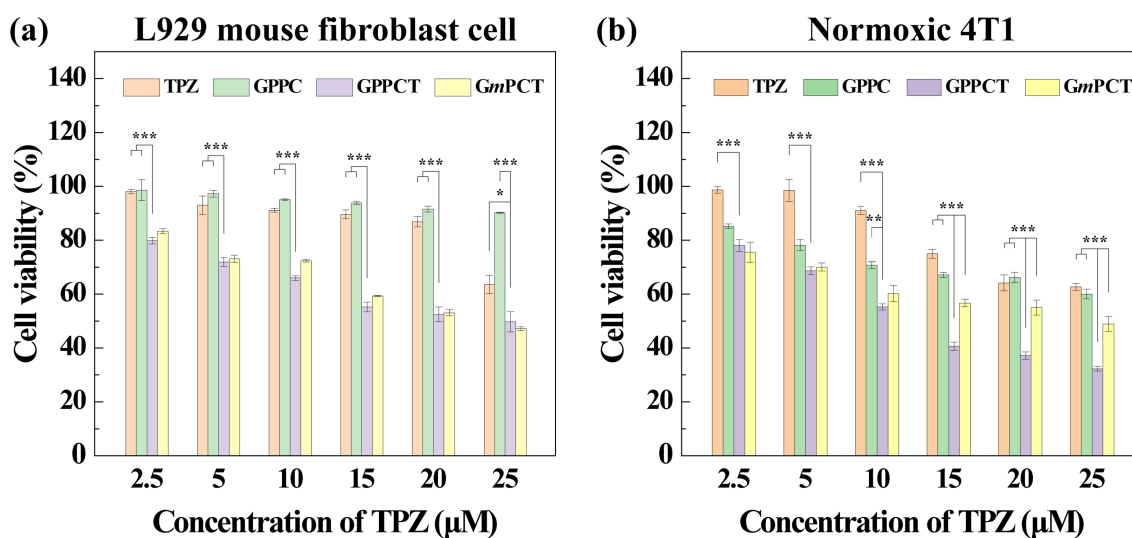 (a) L929 mouse fibroblast cell
TPZ GPPC GPPCT GmPCT
Cell viability (%)
140
120
100
80
60
40
20
0
*** *** *** *** *** ***
*
2.5 5 10 15 20 25
Concentration of TPZ (μM)
(b) Normoxic 4T1
TPZ GPPC GPPCT GmPCT
Cell viability (%)
140
120
100
80
60
40
20
0
*** *** *** *** *** ***
**
2.5 5 10 15 20 25
Concentration of TPZ (μM)